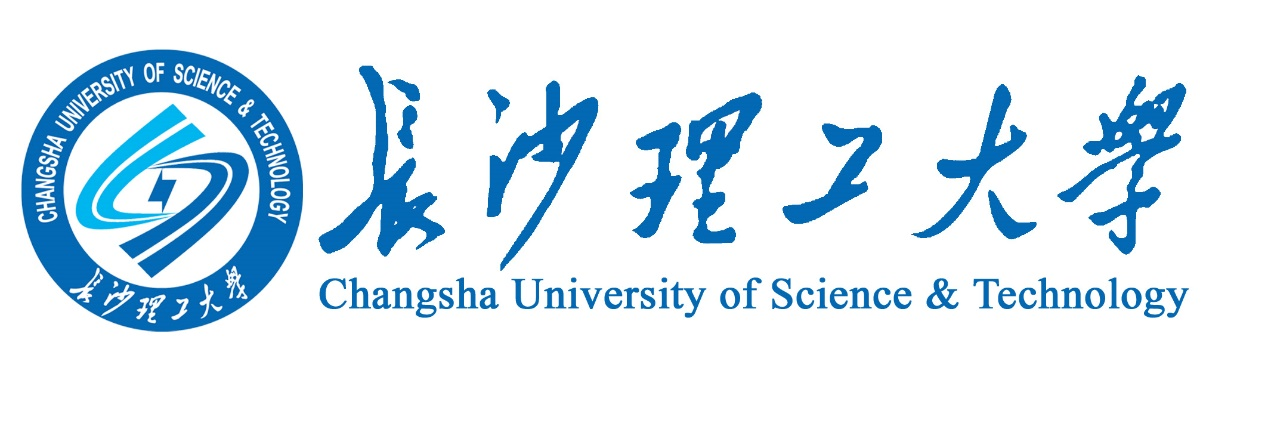 CHANGSHA UNIVERSITY OF SCIENCE & TECHNOLOGY
長沙理工大學
長沙理工大學
Changsha University of Science & Technology